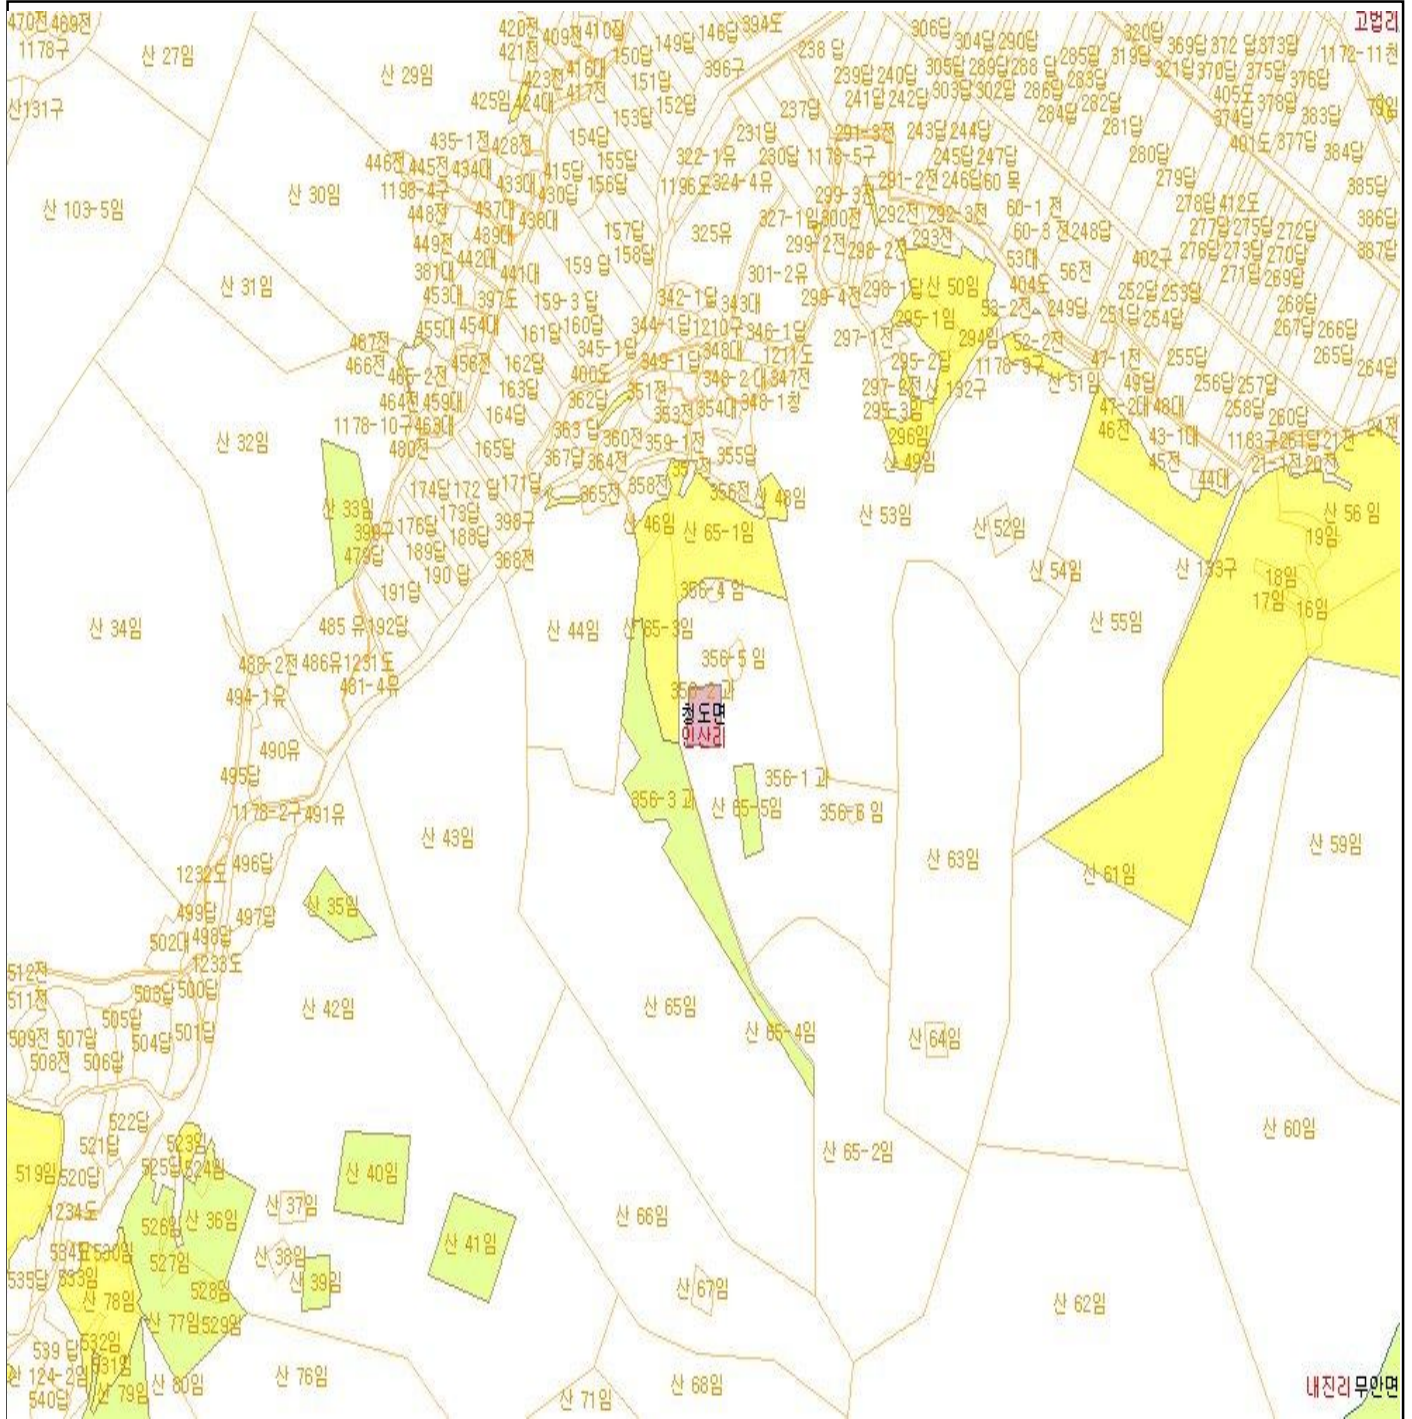 470전 469전
1178구
산 27임
산 29임
420전 409전 410장
421전
150답 149답 146답 394도
396구
238 답
306답
304답 290답
320답
고법리
1172-11천
369답 372 답 373답
285답 319답
321답 370답 375답
376답
산131구
423전
416대
417전
425임 424대
151답
152답
153답
237답
239답 240답 305답 289답 288 답
283답
241답 242답 303답 302답 286답
282답
284답
281답
405도
378답
374답
383답
401도
377답
384답
435-1전 428전
154답
231답
291-3전
243답 244답
446전 445전 434대
415답 155답
322-1유 230답 1178-5구
245답 247답
280답
1198-4구 433대
430답 156답
1196도 324-4유
291-2전 246답 60 목
279답
385답
산 103-5임
산 30임
448전 437대 438대
299-3전
327-1임 300전
292전 292-3전
60-1 전
278답 412도
386답
449전 439대
157답
325유
293전
60-3 전 248답
277답 275답 272답
387답
442대
158답
299-2전 298-2전
53대
402구
276답 273답 270답
381대 441대
159 답
301-2유
56전
271답 269답
산 31임
453대 397도 159-3 답
342-1답 343대
299-4전 298-1답
산 50임
404도
252답 253답
268답
53-2전 249답
455대 454대
161답 160답
344-1답 1210구 346-1답
295-1임
251답 254답
267답 266답
467전
345-1답
297-1전
294임 52-2전
265답
466전
456전
162답
349-1답 348대 1211도
295-2답
1178-9구
47-1전
255답
264답
465-2전
400도
351전 348-2 대 347전
297-2전 산 132구
산 51임
49답
256답 257답
464전 459대
163답
362답
353전 354대 348-1창
295-3임
47-2대 48대
258답
260답
1178-10구 463대
164답
363 답 360전 359-1전
296임
46전
43-1대
1183구 261답 21전
24전
산 32임
480전
165답
367답 364전
355답
산 49임
45전
21-1전 20전
44대
174답 172 답 171답
365전 358전
356전 산 48임
산 33임
173답
398구
산 46임
산 65-1임
산 53임
산 52임
산 56 임
399구 176답 188답
19임
479답
189답
368전
산 54임
산 133구
18임
190 답
191답
356-4 임
17임 16임
산 34임
485 유 192답
산 44임
산 65-3임
산 55임
488-2전 486유 1231도
356-5 임
494-1유
481-4유
356-2 과
청도면
인산리
490유
495답
356-3 과
산 65-5임
356-1 과
356-6 임
1178-2구 491유
산 43임
산 59임
496답
산 63임
1232도
산 61임
산 35임
499답 497답
502대 498답
1233도
512전
503답 500답
511전
산 42임
산 65임
505답
산 65-4임
산 64임
509전 507답
504답 501답
508전 506답
522답
산 60임
521답
523임
산 65-2임
519임 520답
525답 524임
산 40임
1234도
526임
산 36임
산 37임
산 66임
534도 530임
산 41임
527임
산 38임
535답 533임
528임
산 39임
산 67임
산 78임
산 62임
산 77임 529임
539 답 532임
산 124-2임 531임
산 76임
540답
산 79임 산 80임
산 71임
산 68임
내진리 무안면